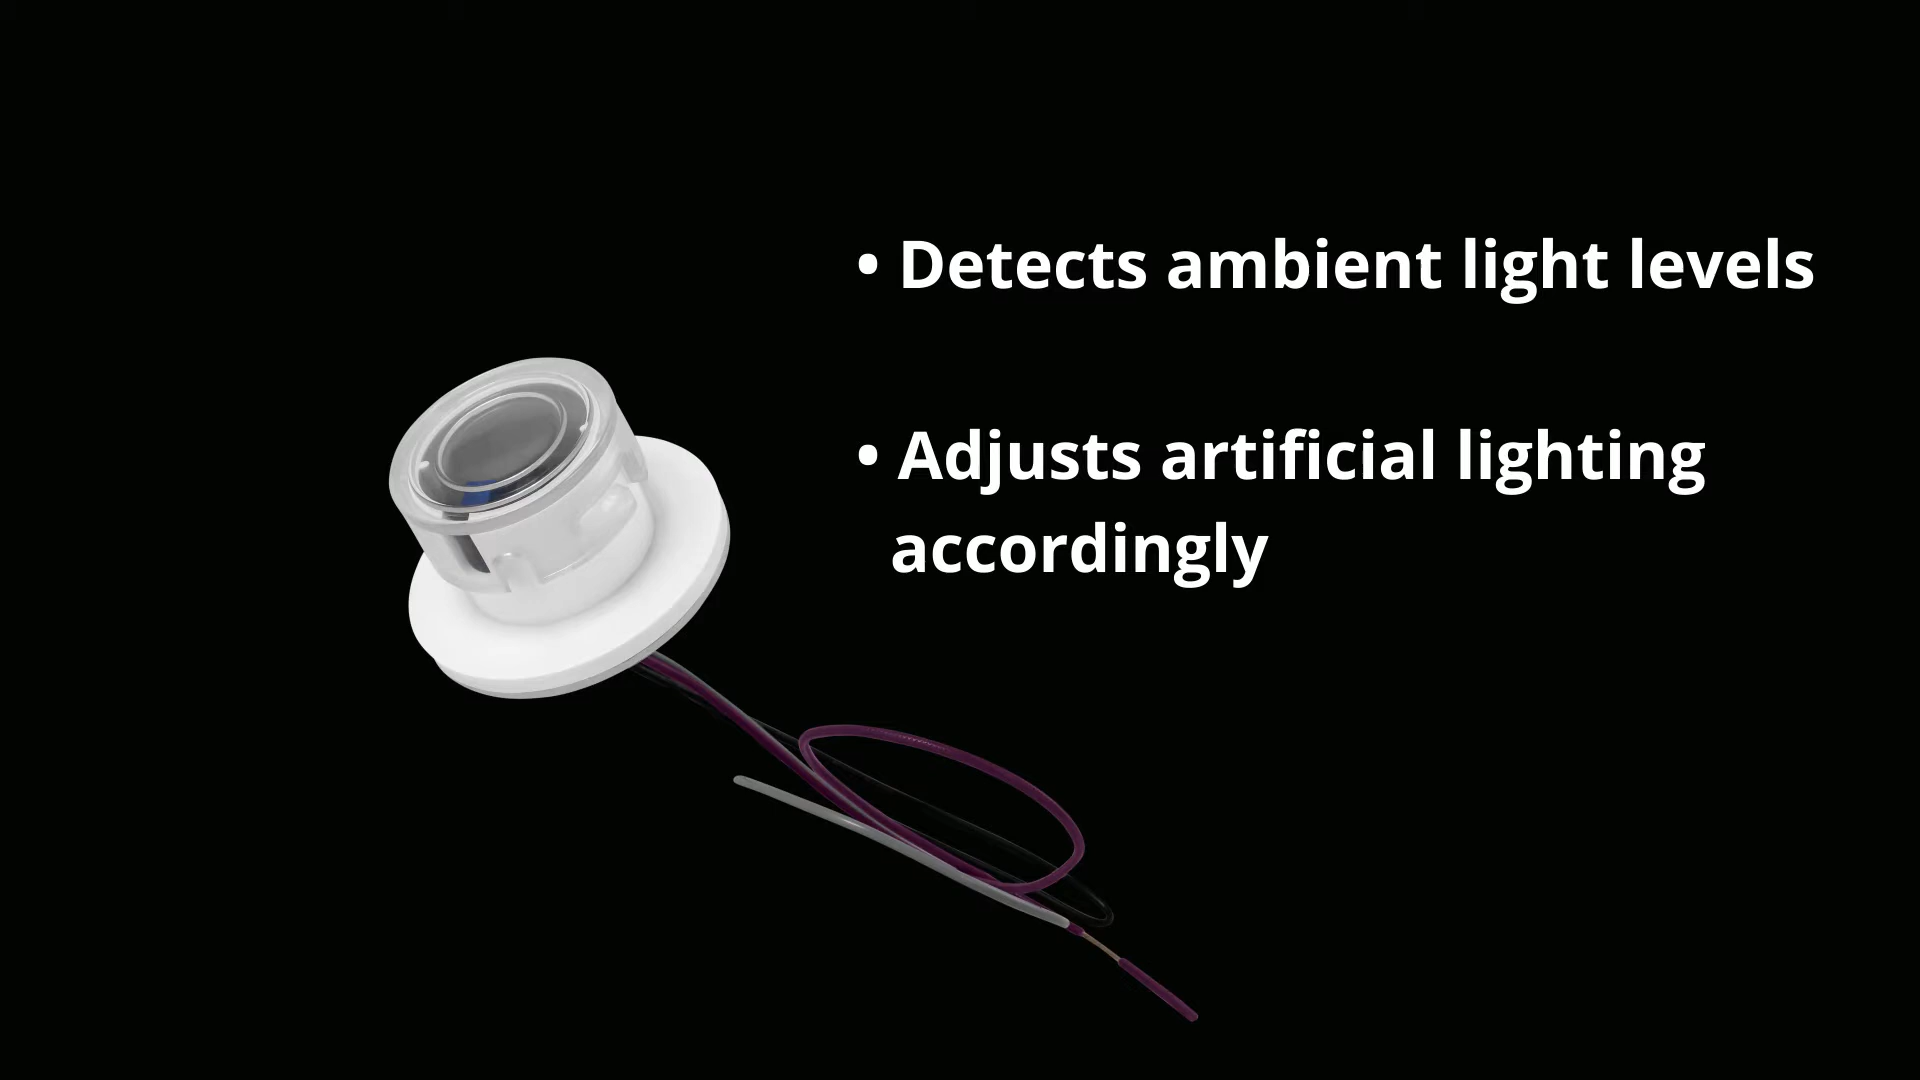 • Detects ambient light levels
• Adjusts artificial lighting
accordingly